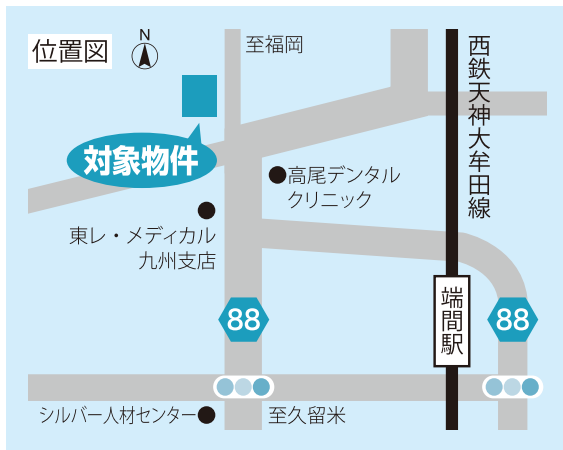 位置図
N
至福岡
西鉄天神大牟田線
対象物件
高尾デンタル
クリニック
東レ・メディカル
九州支店
端間駅
88
88
シルバー人材センター
至久留米